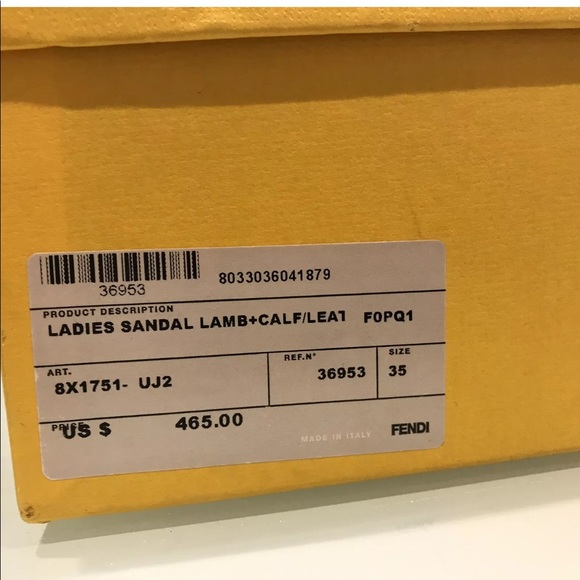 36953
8033036041879
PRODUCT DESCRIPTION
LADIES SANDAL LAMB+CALF/LEAT F0PQ1
ART.
8X1751- UJ2
REF.N°
36953
SIZE
35
PRICE
US $ 465.00
MADE IN ITALY
FENDI